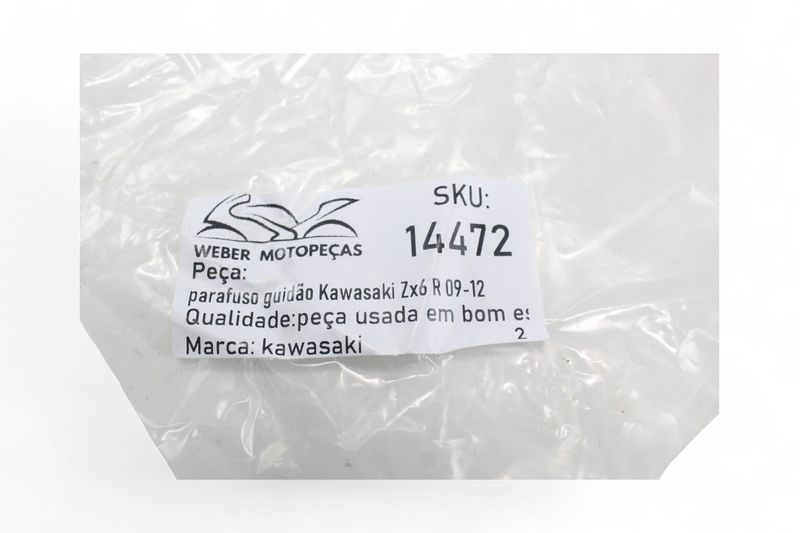 SKU:
14472
WEBER MOTOPEÇAS
Peça:
parafuso guidão Kawasaki Zx6 R 09-12
Qualidade:peça usada em bom es
2
Marca: kawasaki